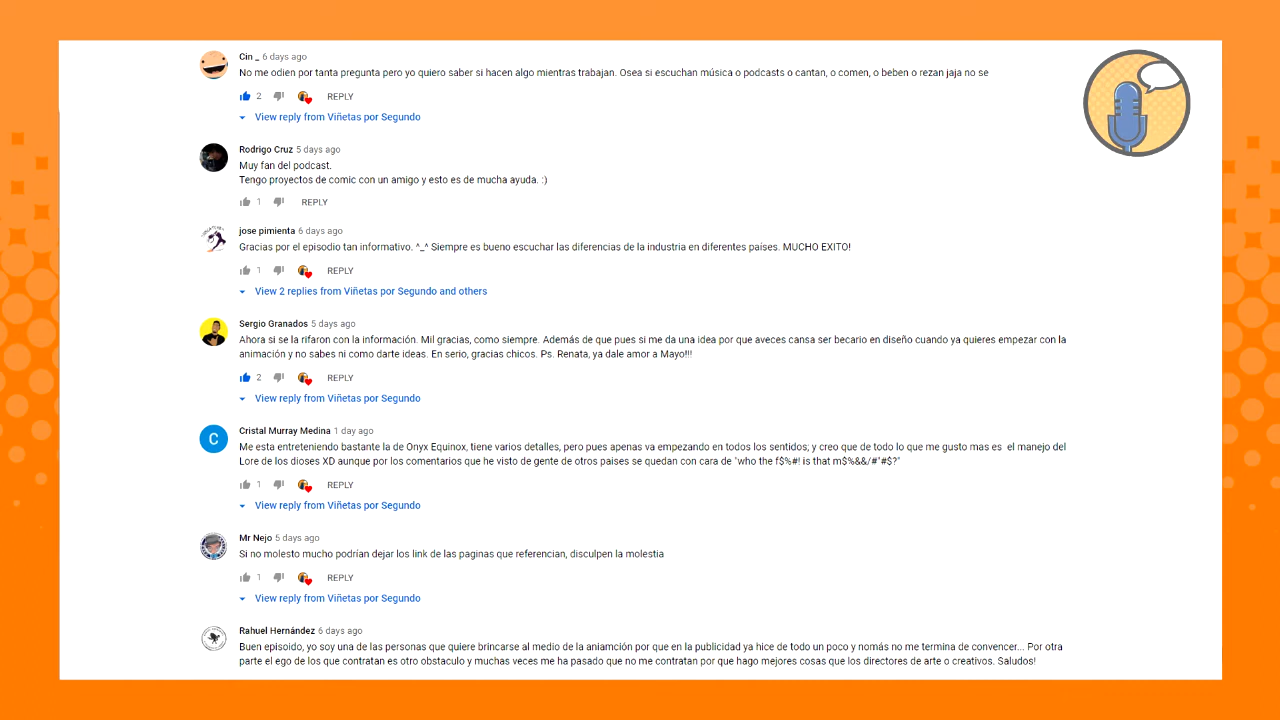 Cin _ 6 days ago
No me odien por tanta pregunta pero yo quiero saber si hacen algo mientras trabajan. Osea si escuchan música o podcasts o cantan, o comen, o beben o rezan jaja no se
2 REPLY
View reply from Viñetas por Segundo
Rodrigo Cruz 5 days ago
Muy fan del podcast.
Tengo proyectos de comic con un amigo y esto es de mucha ayuda. :)
1 REPLY
jose pimienta 6 days ago
Gracias por el episodio tan informativo. ^_^ Siempre es bueno escuchar las diferencias de la industria en diferentes países. MUCHO EXITO!
1 REPLY
View 2 replies from Viñetas por Segundo and others
Sergio Granados 5 days ago
Ahora si se la rifaron con la información. Mil gracias, como siempre. Además de que pues si me da una idea por que aveces cansa ser becario en diseño cuando ya quieres empezar con la
animación y no sabes ni como darte ideas. En serio, gracias chicos. Ps. Renata, ya dale amor a Mayo!!!
2 REPLY
View reply from Viñetas por Segundo
C
Cristal Murray Medina 1 day ago
Me esta entreteniendo bastante la de Onyx Equinox, tiene varios detalles, pero pues apenas va empezando en todos los sentidos; y creo que de todo lo que me gusto mas es el manejo del
Lore de los dioses XD aunque por los comentarios que he visto de gente de otros paises se quedan con cara de "who the f$%#! is that m$%&&/#"#$?"
1 REPLY
View reply from Viñetas por Segundo
Mr Nejo 5 days ago
Si no molesto mucho podrían dejar los link de las paginas que referencian, disculpen la molestia
1 REPLY
View reply from Viñetas por Segundo
Rahuel Hernández 6 days ago
Buen episoido, yo soy una de las personas que quiere brincarse al medio de la aniamción por que en la publicidad ya hice de todo un poco y nomás no me termina de convencer... Por otra
parte el ego de los que contratan es otro obstaculo y muchas veces me ha pasado que no me contratan por que hago mejores cosas que los directores de arte o creativos. Saludos!